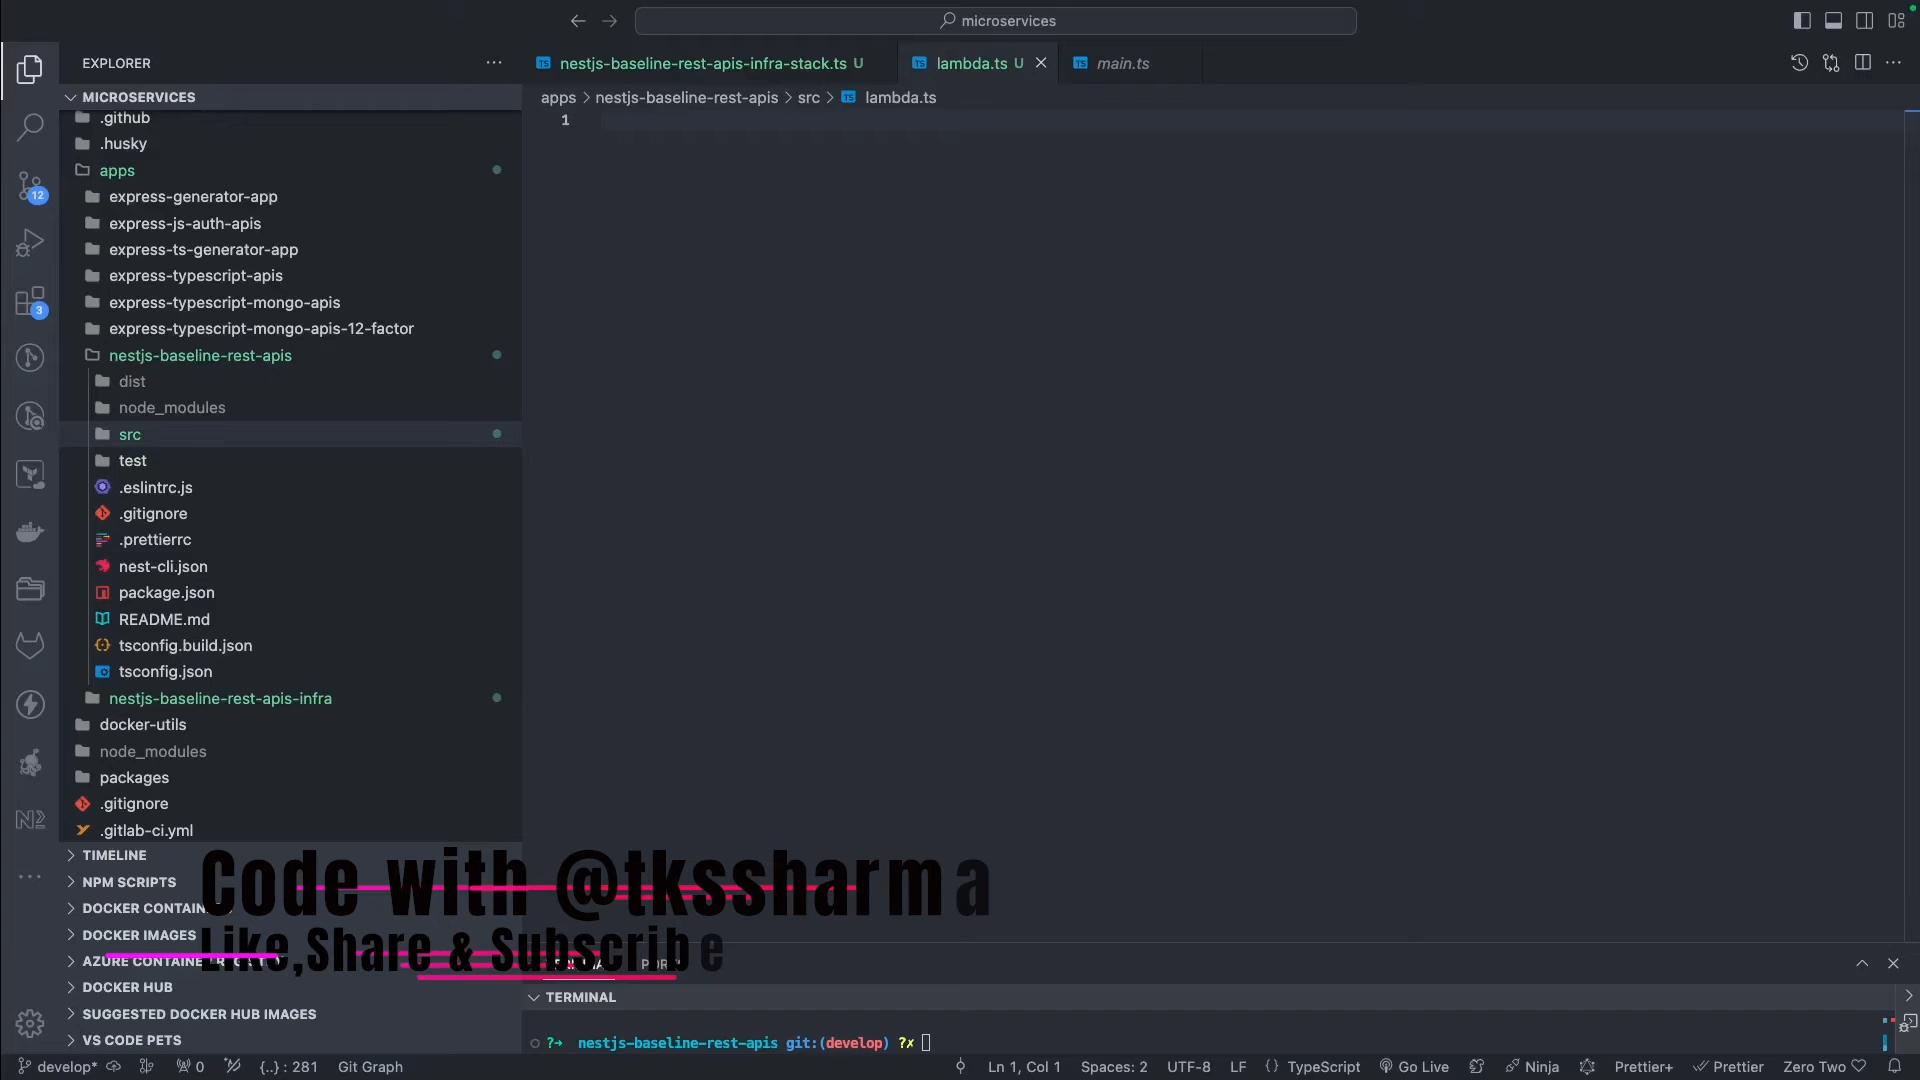 microservices
EXPLORER
nestjs-baseline-rest-apis-infra-stack.ts U
lambda.ts U
main.ts
MICROSERVICES
apps > nestjs-baseline-rest-apis > src > lambda.ts
1
.github
.husky
apps
express-generator-app
express-js-auth-apis
express-ts-generator-app
express-typescript-apis
express-typescript-mongo-apis
express-typescript-mongo-apis-12-factor
nestjs-baseline-rest-apis
dist
node_modules
src
test
.eslintrc.js
.gitignore
.prettierrc
nest-cli.json
package.json
README.md
tsconfig.build.json
tsconfig.json
nestjs-baseline-rest-apis-infra
docker-utils
node_modules
packages
.gitignore
.gitlab-ci.yml
12
3
TIMELINE
NPM SCRIPTS
DOCKER
DOCKER IMAGES
AZURE
DOCKER HUB
SUGGESTED DOCKER HUB IMAGES
VS CODE PETS
Code with @tkssharma
Like,Share & Subscribe
TERMINAL
?→ nestjs-baseline-rest-apis git:(develop) ?✗
develop* 0 {..} : 281 Git Graph Ln 1, Col 1 Spaces: 2 UTF-8 LF {} TypeScript Go Live Ninja Prettier+ Prettier Zero Two